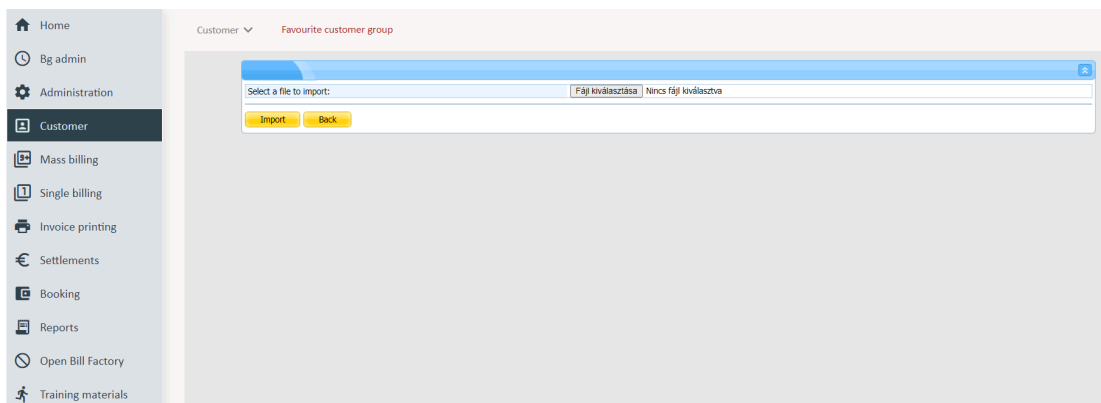 Home
Bg admin
Administration
Customer
Mass billing
Single billing
Invoice printing
Settlements
Booking
Reports
Open Bill Factory
Training materials
Customer Favourite customer group
Select a file to import: Fájl kiválasztása Nincs fájl kiválasztva
Import Back